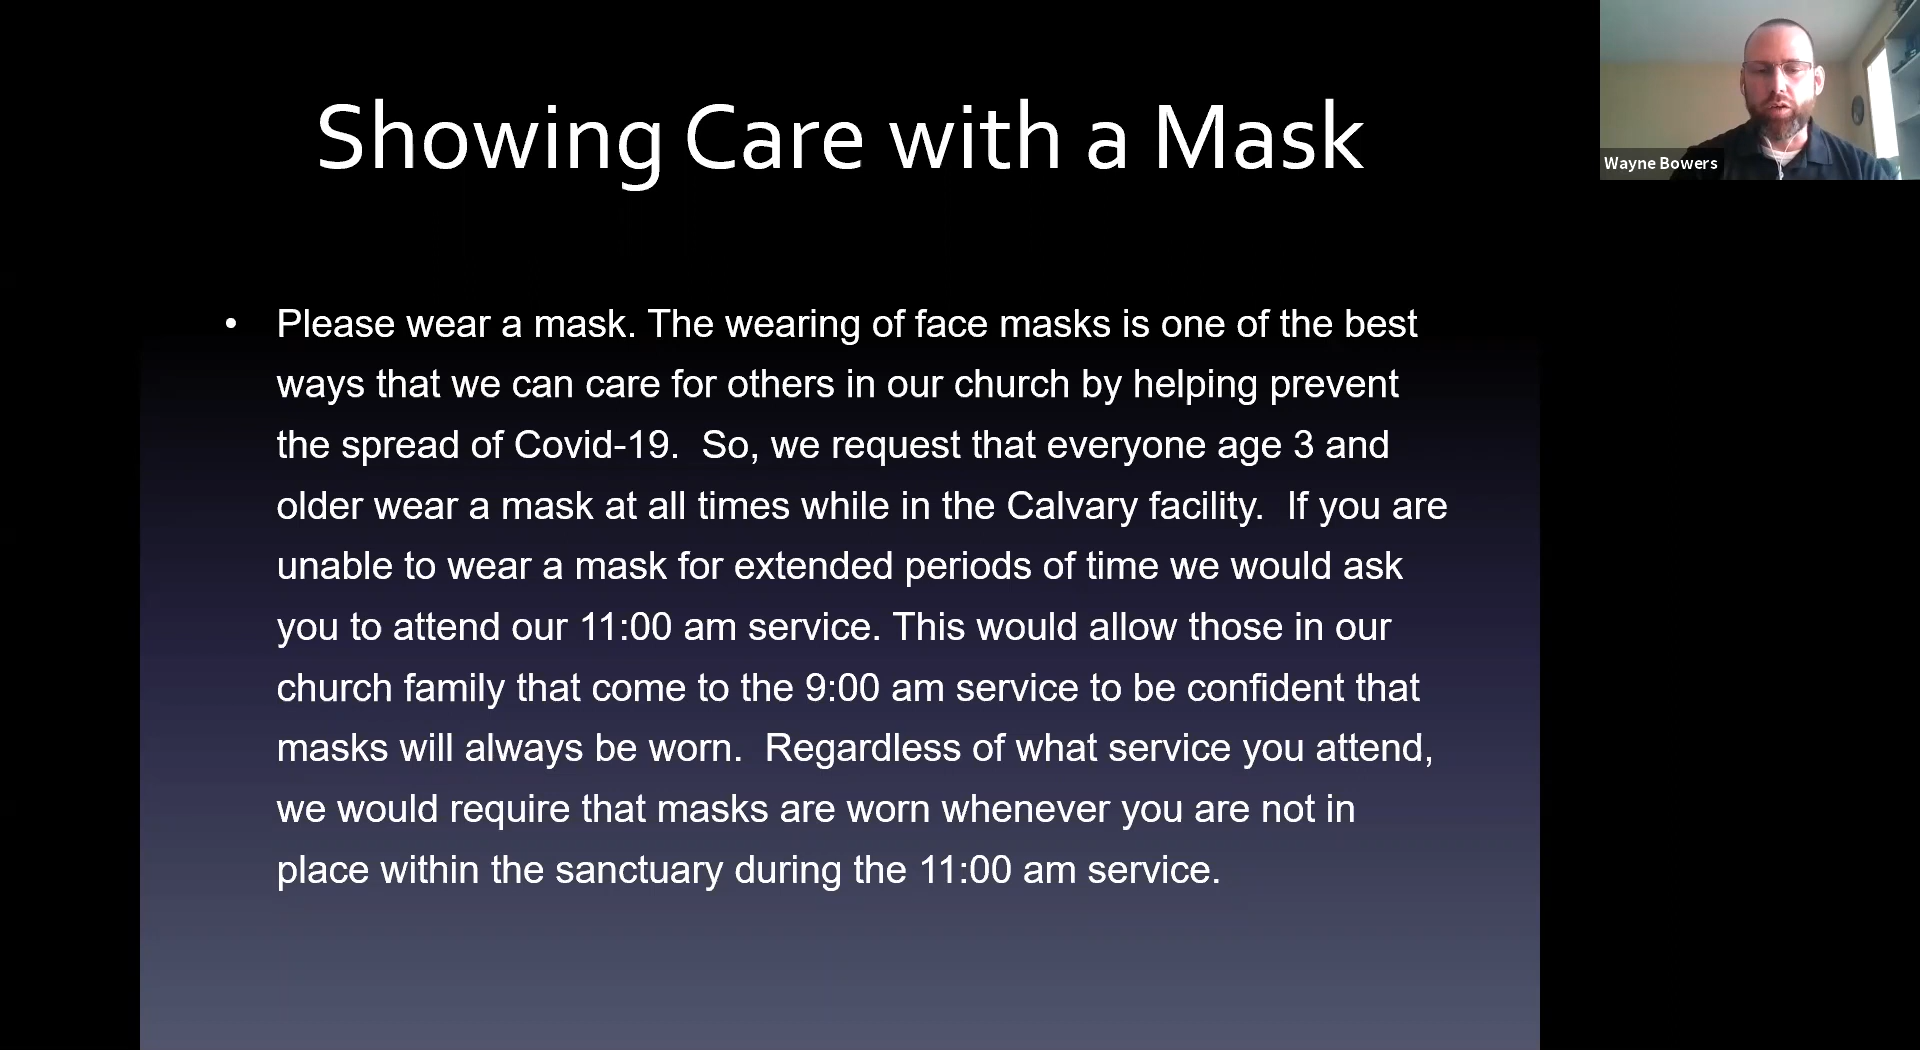 Showing Care with a Mask
Wayne Bowers
• Please wear a mask. The wearing of face masks is one of the best
ways that we can care for others in our church by helping prevent
the spread of Covid-19.  So, we request that everyone age 3 and
older wear a mask at all times while in the Calvary facility.  If you are
unable to wear a mask for extended periods of time we would ask
you to attend our 11:00 am service. This would allow those in our
church family that come to the 9:00 am service to be confident that
masks will always be worn.  Regardless of what service you attend,
we would require that masks are worn whenever you are not in
place within the sanctuary during the 11:00 am service.